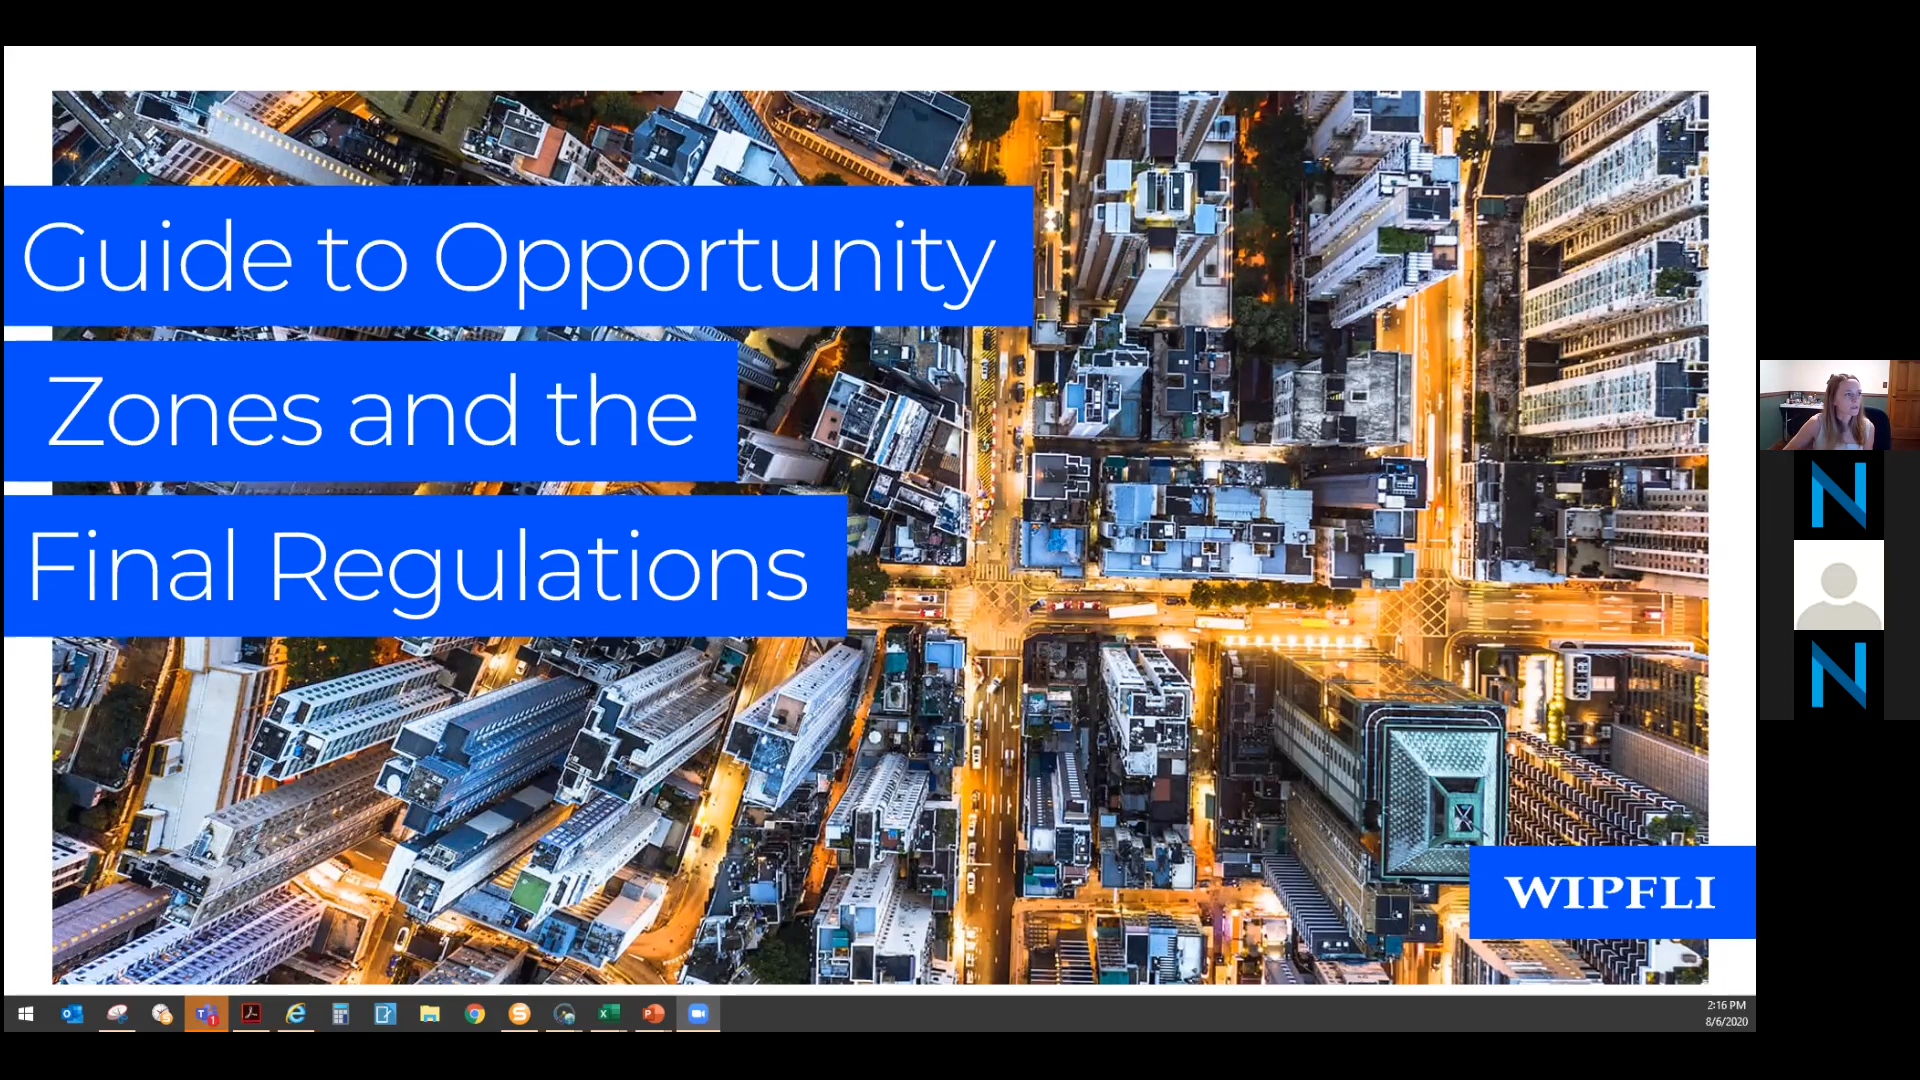 Guide to Opportunity
Zones and the
Final Regulations
WIPFLI
2:16 PM
8/6/2020